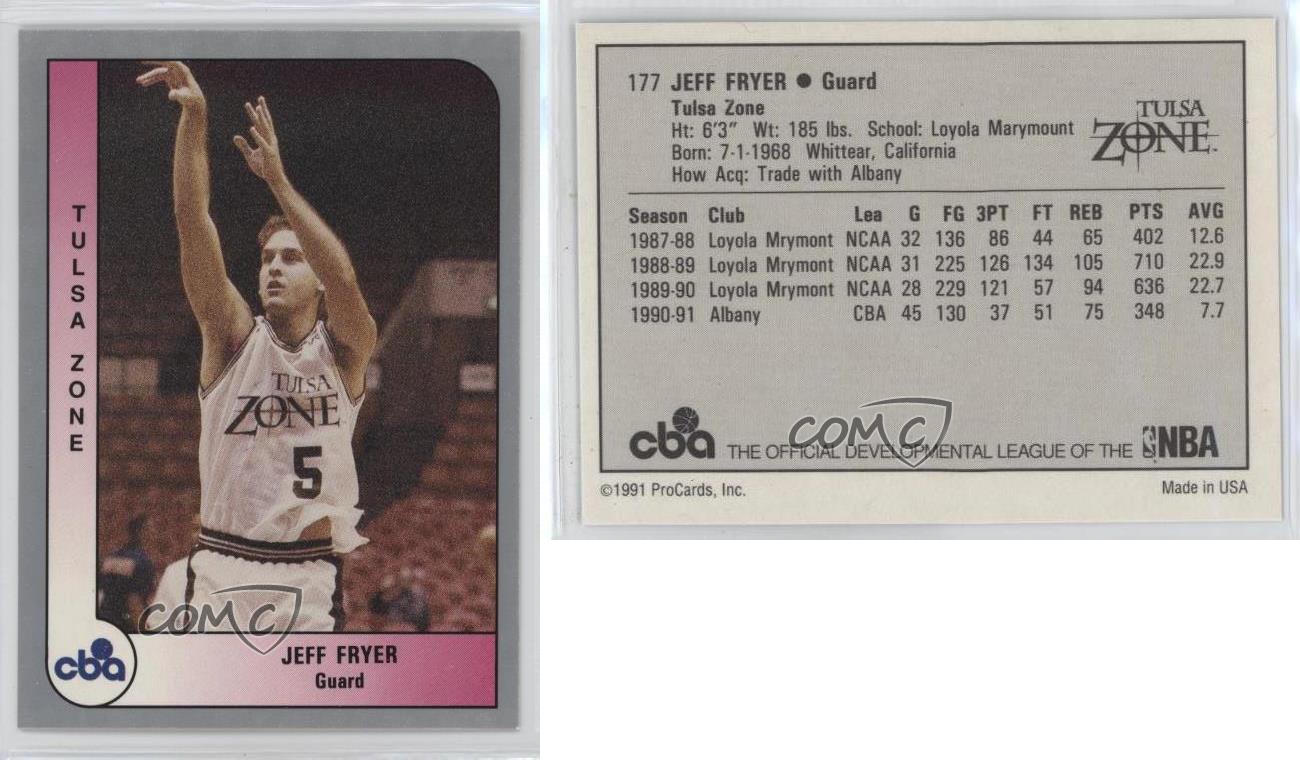 TULSA ZONE
TULSA
ZONE
5
COMC
cba
JEFF FRYER
Guard
177 JEFF FRYER ● Guard
Tulsa Zone
Ht: 6'3" Wt: 185 lbs. School: Loyola Marymount
Born: 7-1-1968 Whittear, California
How Acq: Trade with Albany
TULSA
ZONE™
Season Club Lea G FG 3PT FT REB PTS AVG
1987-88 Loyola Mrymont NCAA 32 136 86 44 65 402 12.6
1988-89 Loyola Mrymont NCAA 31 225 126 134 105 710 22.9
1989-90 Loyola Mrymont NCAA 28 229 121 57 94 636 22.7
1990-91 Albany CBA 45 130 37 51 75 348 7.7
COMC
cba THE OFFICIAL DEVELOPMENTAL LEAGUE OF THE NBA
©1991 ProCards, Inc. Made in USA